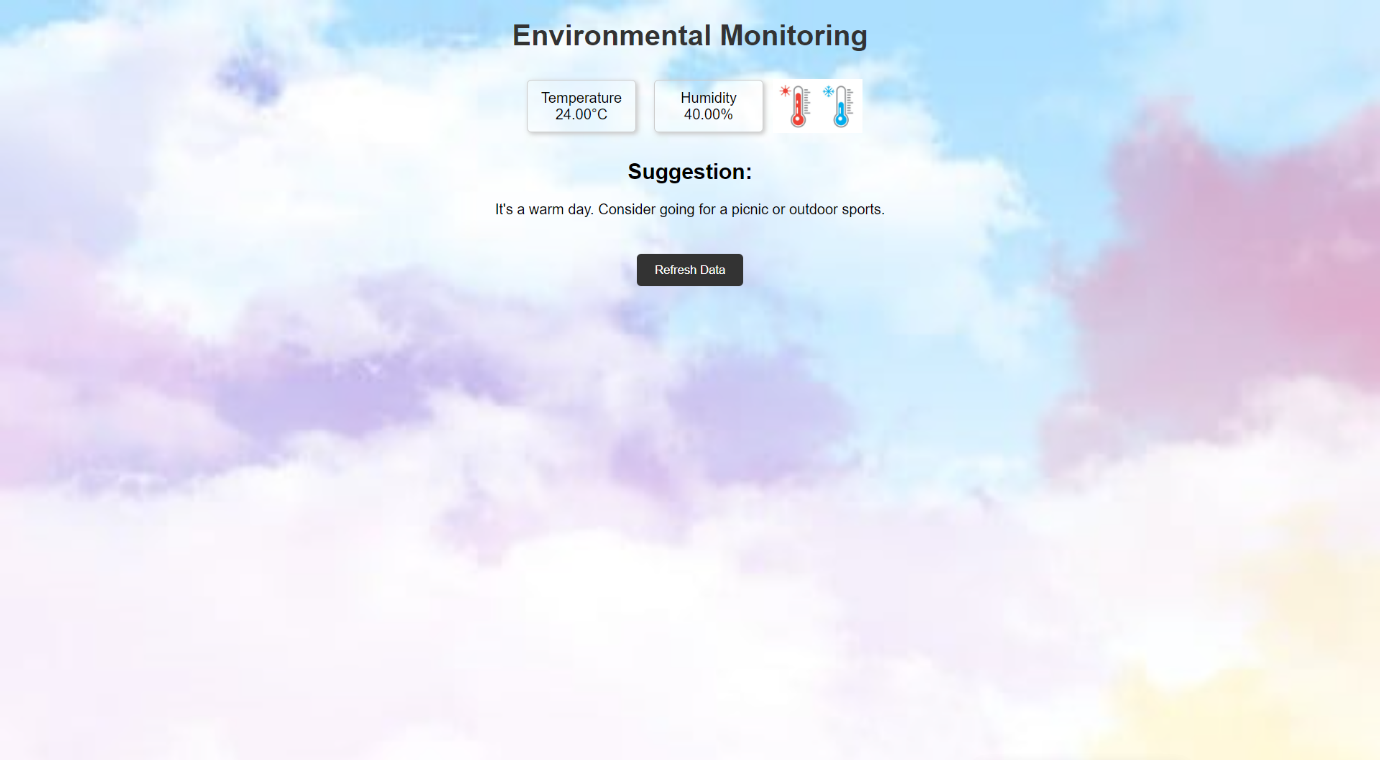 Environmental Monitoring
Temperature
24.00°C
Humidity
40.00%
Suggestion:
It's a warm day. Consider going for a picnic or outdoor sports.
Refresh Data